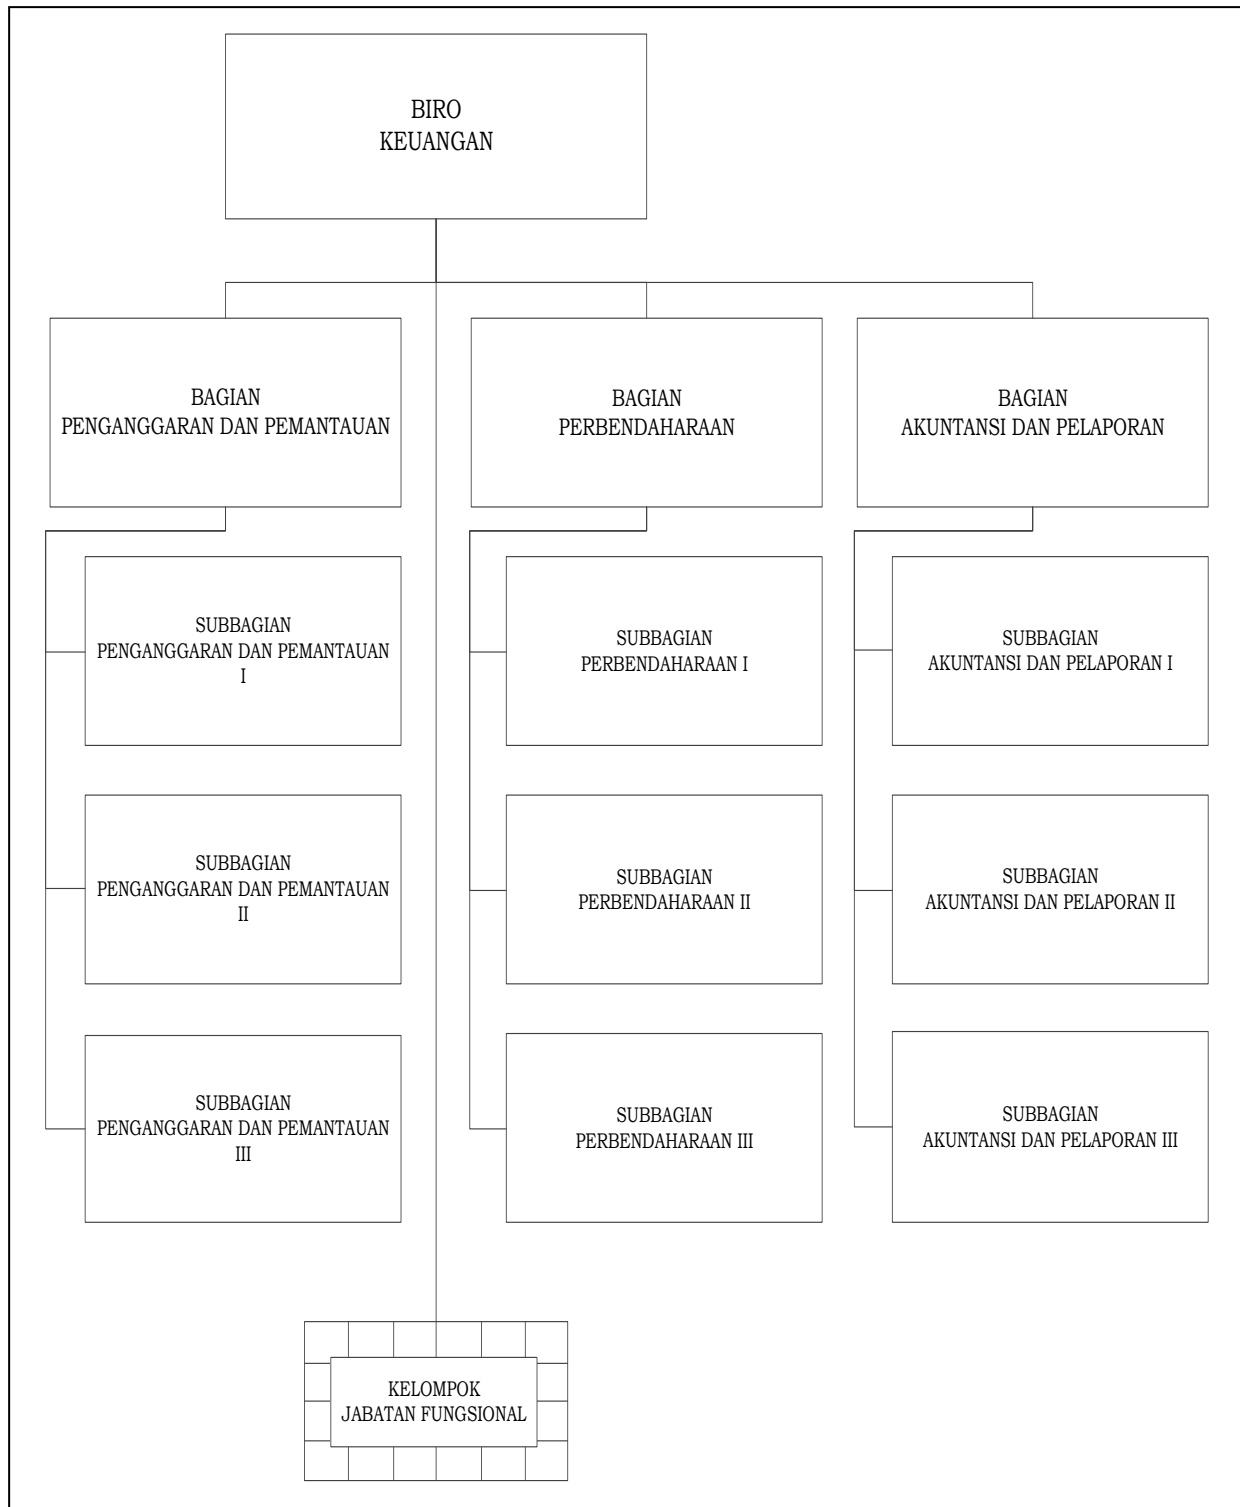 BIRO
KEUANGAN
BAGIAN
PENGANGGARAN DAN PEMANTAUAN
BAGIAN
PERBENDAHARAAN
BAGIAN
AKUNTANSI DAN PELAPORAN
SUBBAGIAN
PENGANGGARAN DAN PEMANTAUAN
I
SUBBAGIAN
PERBENDAHARAAN I
SUBBAGIAN
AKUNTANSI DAN PELAPORAN I
SUBBAGIAN
PENGANGGARAN DAN PEMANTAUAN
II
SUBBAGIAN
PERBENDAHARAAN II
SUBBAGIAN
AKUNTANSI DAN PELAPORAN II
SUBBAGIAN
PENGANGGARAN DAN PEMANTAUAN
III
SUBBAGIAN
PERBENDAHARAAN III
SUBBAGIAN
AKUNTANSI DAN PELAPORAN III
KELOMPOK
JABATAN FUNGSIONAL